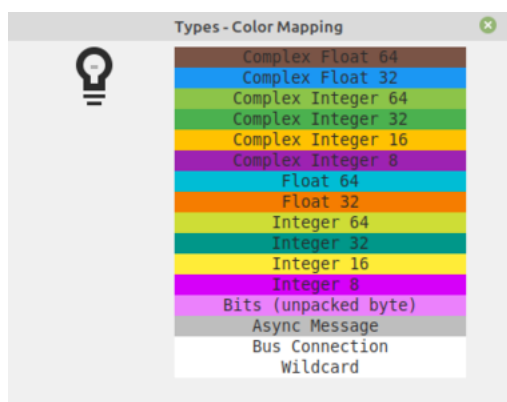 Types - Color Mapping
Complex Float 64
Complex Float 32
Complex Integer 64
Complex Integer 32
Complex Integer 16
Complex Integer 8
Float 64
Float 32
Integer 64
Integer 32
Integer 16
Integer 8
Bits (unpacked byte)
Async Message
Bus Connection
Wildcard